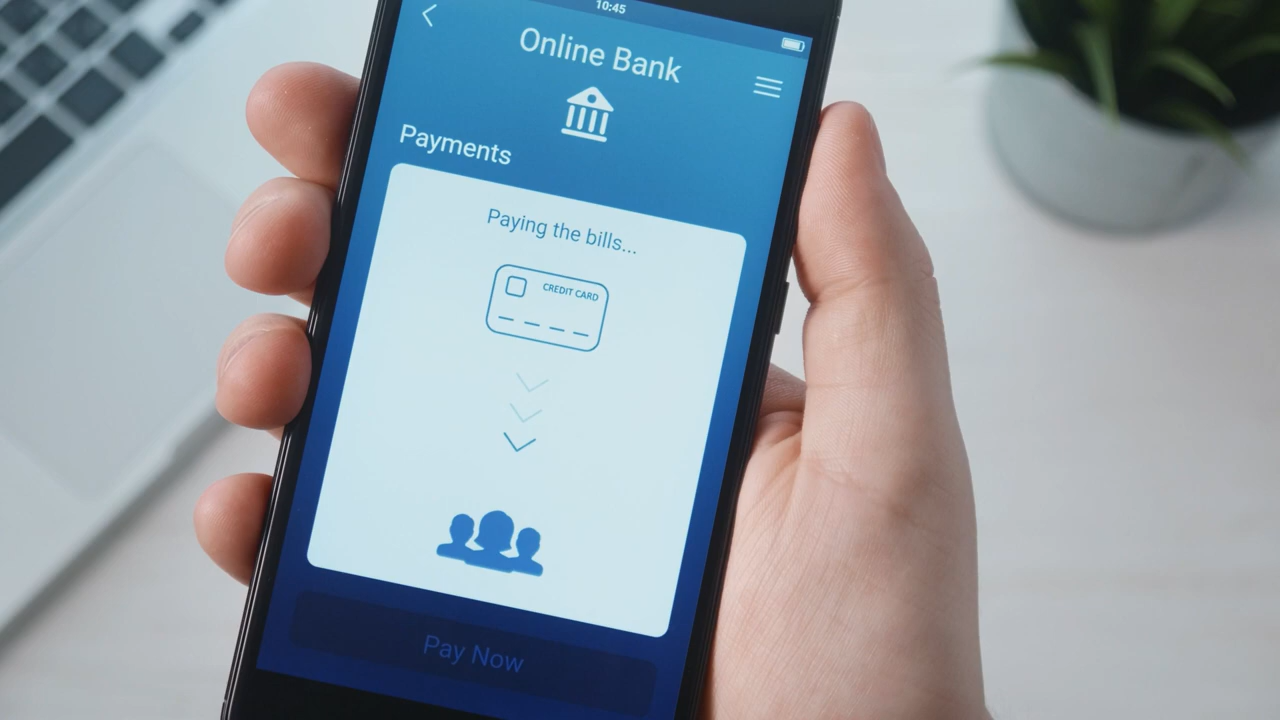 10:45
Online Bank
Payments
Paying the bills...
CREDIT CARD
Pay Now